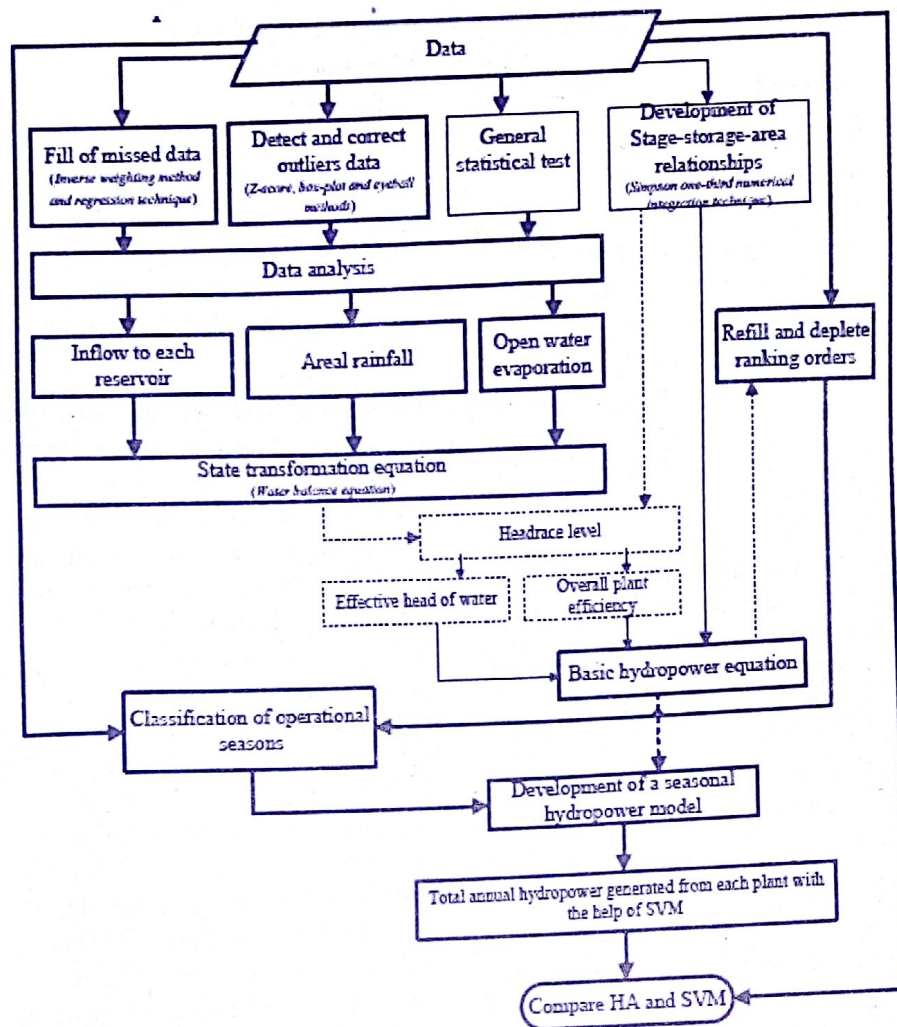 Data
Fill of missed data
(Inverse weighting method
and regression technique)
Detect and correct
outliers data
(Z-score, box-plot and eyeball
methods)
General
statistical test
Development of
Stage-storage-area
relationships
(Simpson one-third numerical
integration technique)
Data analysis
Inflow to each
reservoir
Areal rainfall
Open water
evaporation
Refill and deplete
ranking orders
State transformation equation
(Water balance equation)
Headrace level
Effective head of water
Overall plant
efficiency
Basic hydropower equation
Classification of operational
seasons
Development of a seasonal
hydropower model
Total annual hydropower generated from each plant with
the help of SVM
Compare HA and SVM